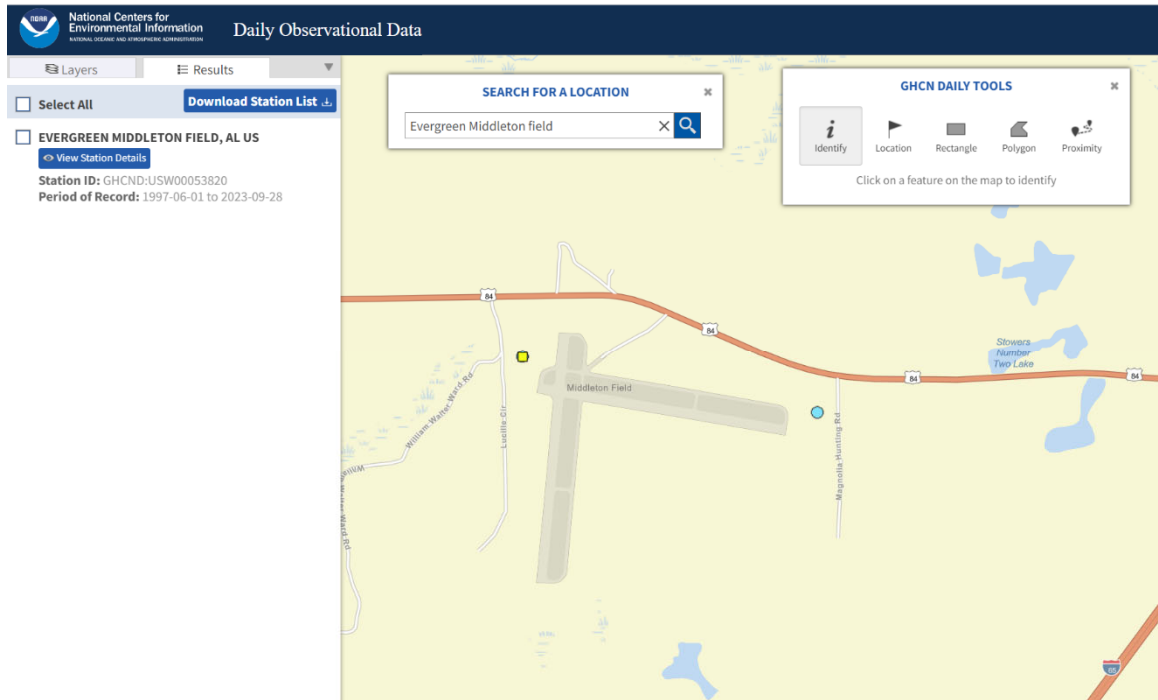 NOAA
National Centers for
Environmental Information
NATIONAL OCEANIC AND ATMOSPHERIC ADMINISTRATION
Daily Observational Data
Layers
Results
Select All
Download Station List
EVERGREEN MIDDLETON FIELD, AL US
View Station Details
Station ID: GHCND:USW00053820
Period of Record: 1997-06-01 to 2023-09-28
SEARCH FOR A LOCATION
Evergreen Middleton field
GHCN DAILY TOOLS
i
Identify
Location
Rectangle
Polygon
Proximity
Click on a feature on the map to identify
84
84
84
84
Stowers
Number
Two Lake
Middleton Field
William Walter Ward Rd
Lucille Cir
Magnolia Hunting Rd
Walter Ward Rd
65